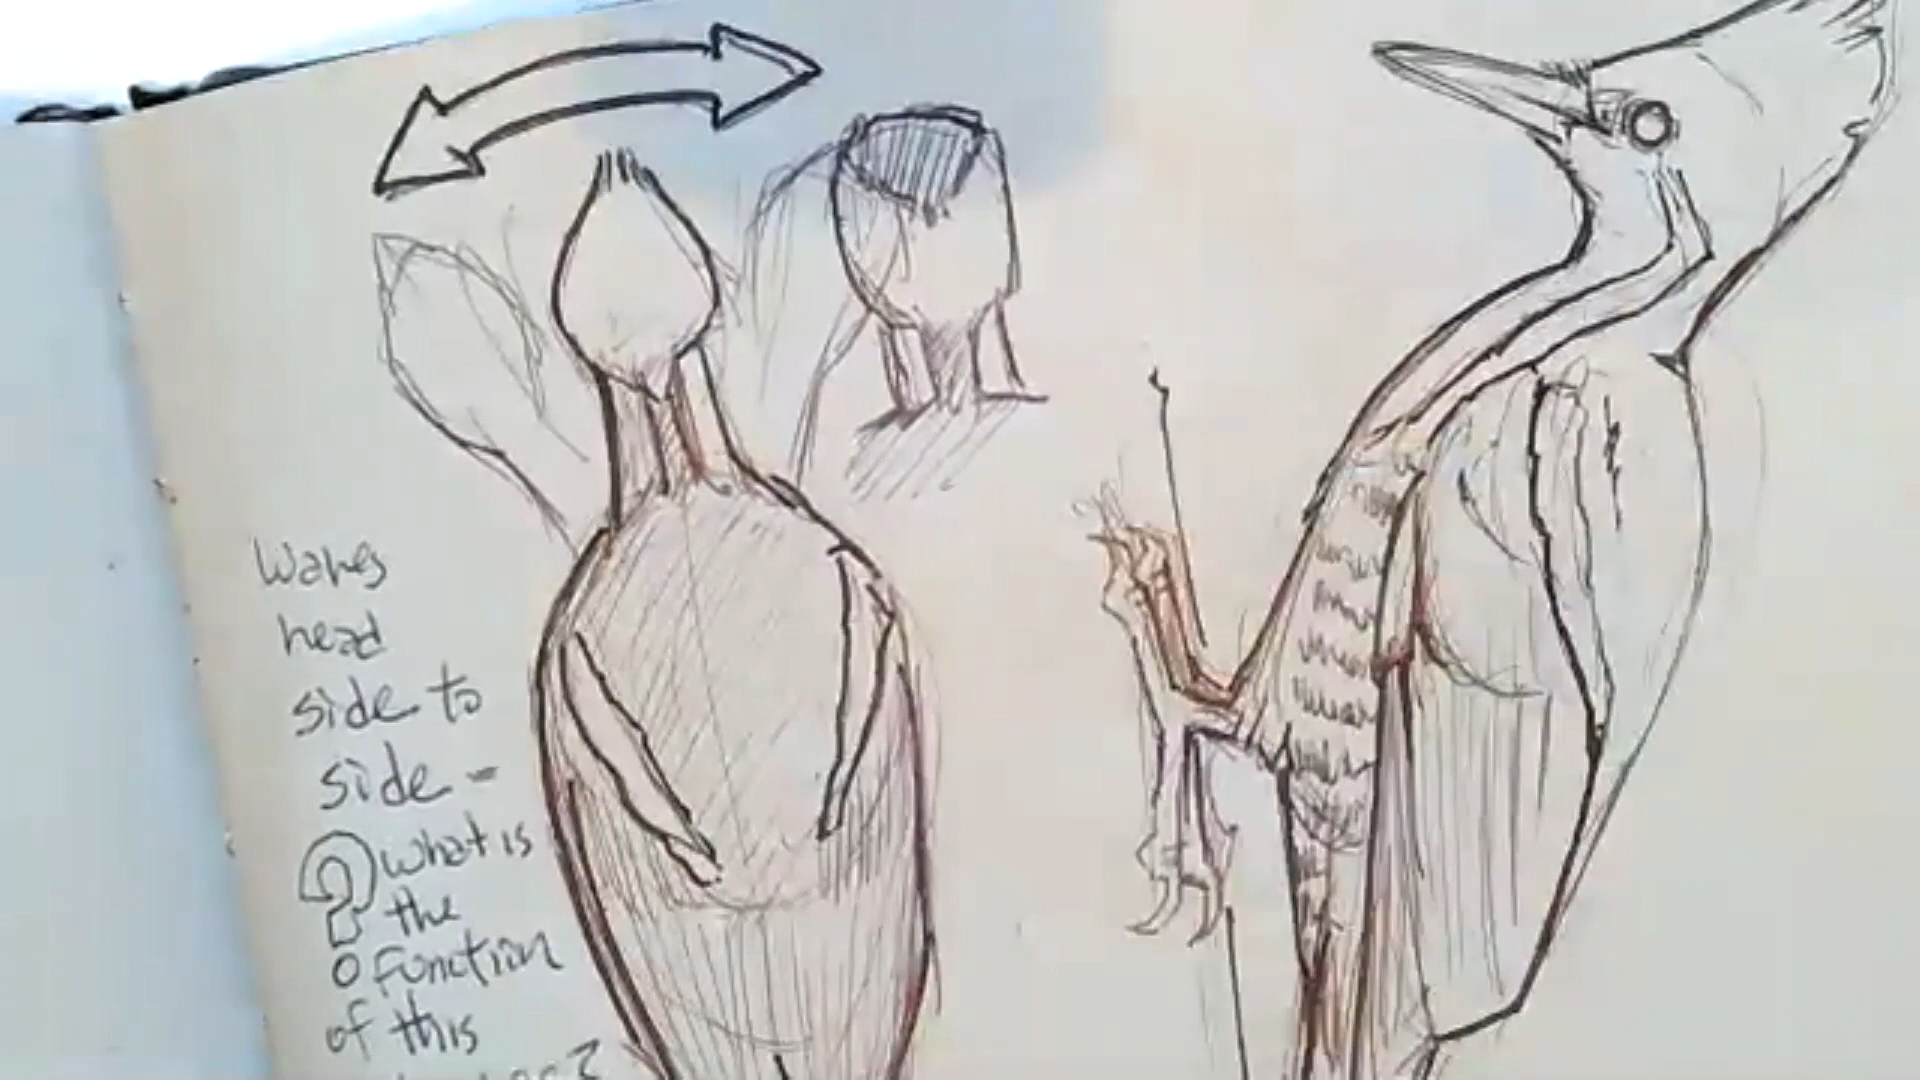 Waves
head
side to
side -
? what is
the
function
of this